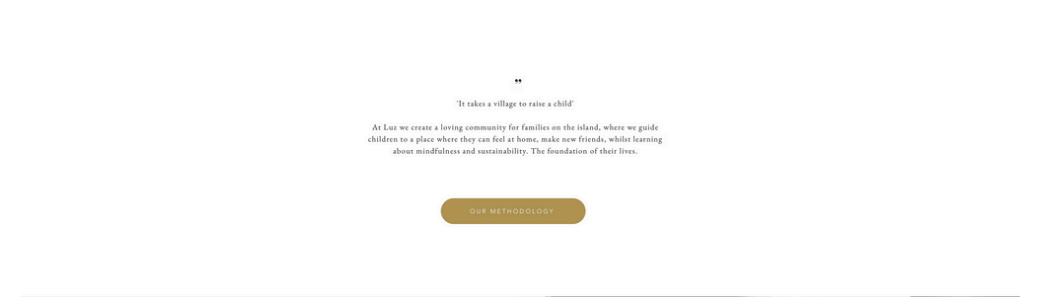 ”
'It takes a village to raise a child'
At Luz we create a loving community for families on the island, where we guide
children to a place where they can feel at home, make new friends, whilst learning
about mindfulness and sustainability. The foundation of their lives.
OUR METHODOLOGY